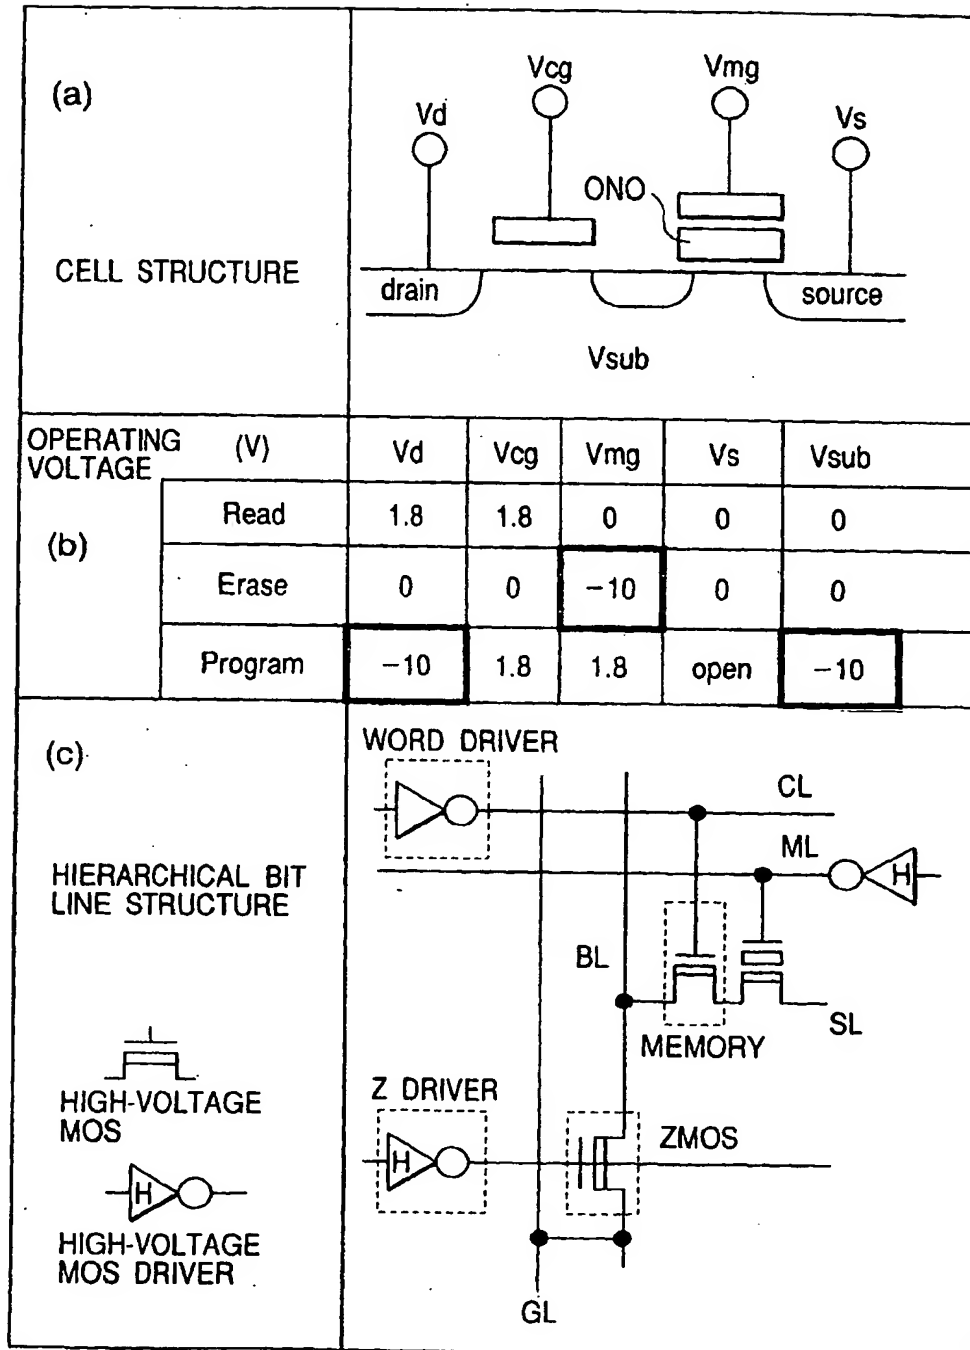 (a)
CELL STRUCTURE
Vd
Vcg
Vmg
Vs
ONO
drain
source
Vsub
OPERATING VOLTAGE (V) Vd Vcg Vmg Vs Vsub
(b)
Read 1.8 1.8 0 0 0
Erase 0 0 −10 0 0
Program −10 1.8 1.8 open −10
(c)
HIERARCHICAL BIT
LINE STRUCTURE
HIGH-VOLTAGE
MOS
H
HIGH-VOLTAGE
MOS DRIVER
WORD DRIVER
CL
ML
H
BL
SL
MEMORY
Z DRIVER
H
ZMOS
GL